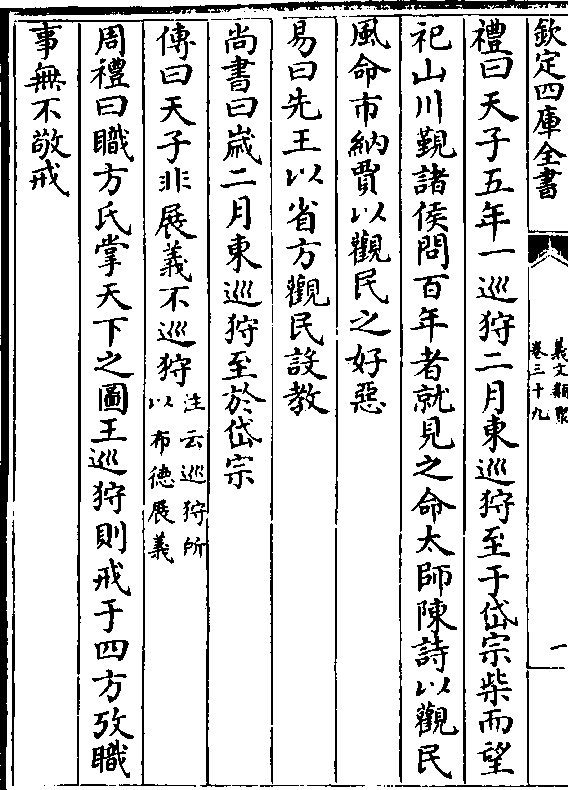 欽定四庫全書
藝文類聚
卷三十九
一
禮曰天子五年一巡狩二月東巡狩至于岱宗柴而望
祀山川覲諸侯問百年者就見之命太師陳詩以觀民
風命市納賈以觀民之好惡
易曰先王以省方觀民設教
尚書曰歲二月東巡狩至於岱宗
傳曰天子非展義不巡狩注云巡狩所以布德展義
周禮曰職方氏掌天下之圖王巡狩則戒于四方攷職
事無不敬戒